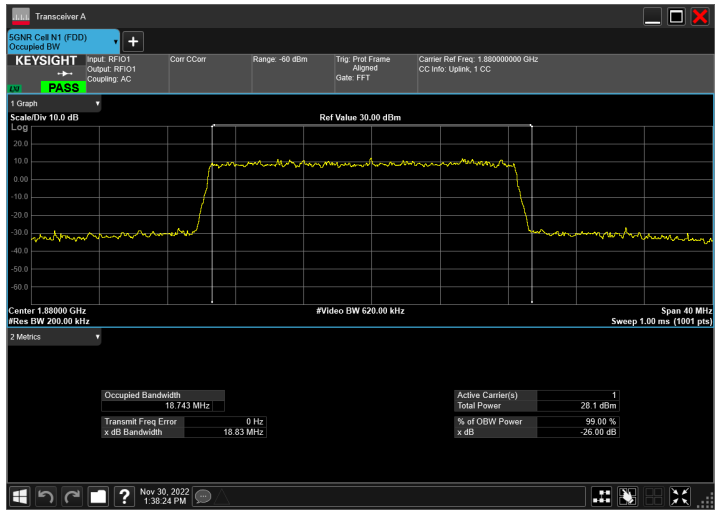 Transceiver A
5GNR Cell N1 (FDD)
Occupied BW
KEYSIGHT
LXI
PASS
Input: RFIO1
Output: RFIO1
Coupling: AC
Corr CCorr
Range: -60 dBm
Trig: Prot Frame
Aligned
Gate: FFT
Carrier Ref Freq: 1.880000000 GHz
CC Info: Uplink, 1 CC
1 Graph
Scale/Div 10.0 dB
Ref Value 30.00 dBm
Log
20.0
10.0
0.00
-10.0
-20.0
-30.0
-40.0
-50.0
-60.0
Center 1.88000 GHz
#Video BW 620.00 kHz
Span 40 MHz
#Res BW 200.00 kHz
Sweep 1.00 ms (1001 pts)
2 Metrics
Occupied Bandwidth
18.743 MHz
Transmit Freq Error 0 Hz
x dB Bandwidth 18.83 MHz
Active Carrier(s) 1
Total Power 28.1 dBm
% of OBW Power 99.00 %
x dB -26.00 dB
Nov 30, 2022
1:38:24 PM